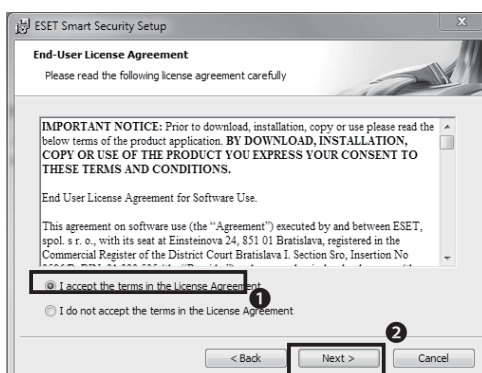 ESET Smart Security Setup
End-User License Agreement
Please read the following license agreement carefully
IMPORTANT NOTICE: Prior to download, installation, copy or use please read the
below terms of the product application. BY DOWNLOAD, INSTALLATION,
COPY OR USE OF THE PRODUCT YOU EXPRESS YOUR CONSENT TO
THESE TERMS AND CONDITIONS.
End User License Agreement for Software Use.
This agreement on software use (the “Agreement”) executed by and between ESET,
spol. s r. o., with its seat at Einsteinova 24, 851 01 Bratislava, registered in the
Commercial Register of the District Court Bratislava I. Section Sro, Insertion No
I accept the terms in the License Agreement
1
I do not accept the terms in the License Agreement
2
< Back Next > Cancel